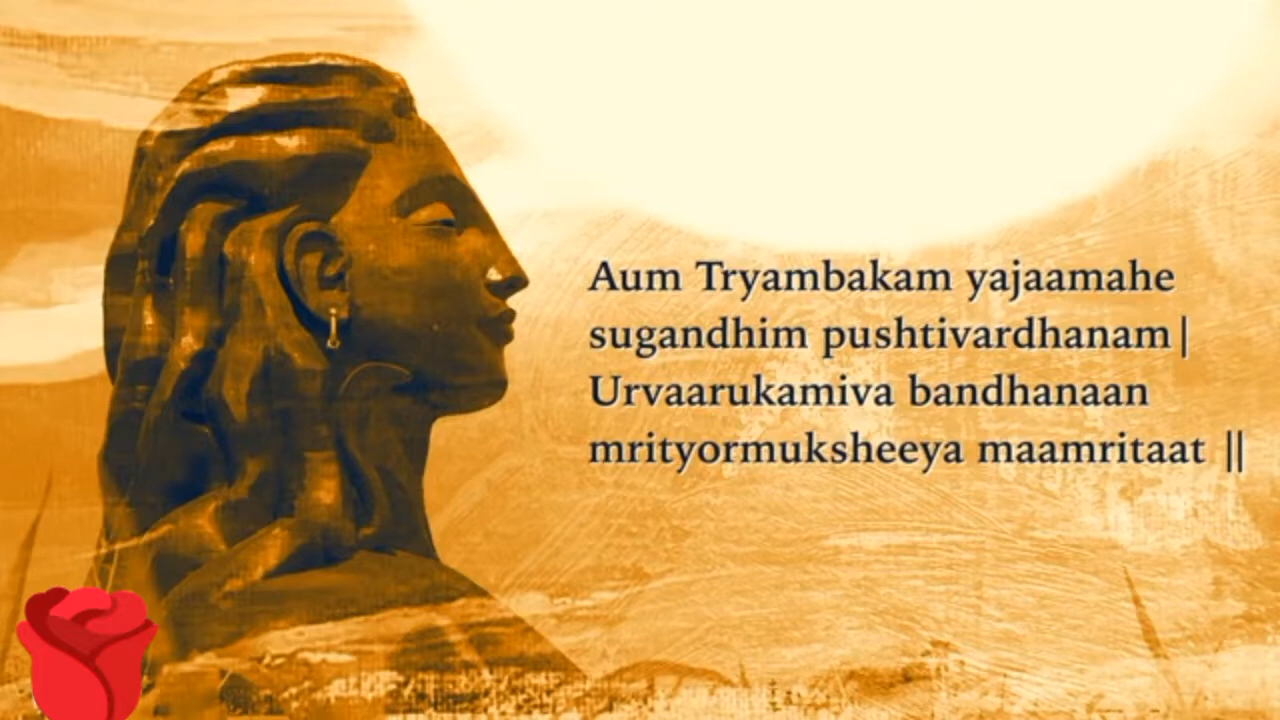 Aum Tryambakam yajaamahe
sugandhim pushtivardhanam|
Urvaarukamiva bandhanaan
mrityormuksheeya maamritaat ||